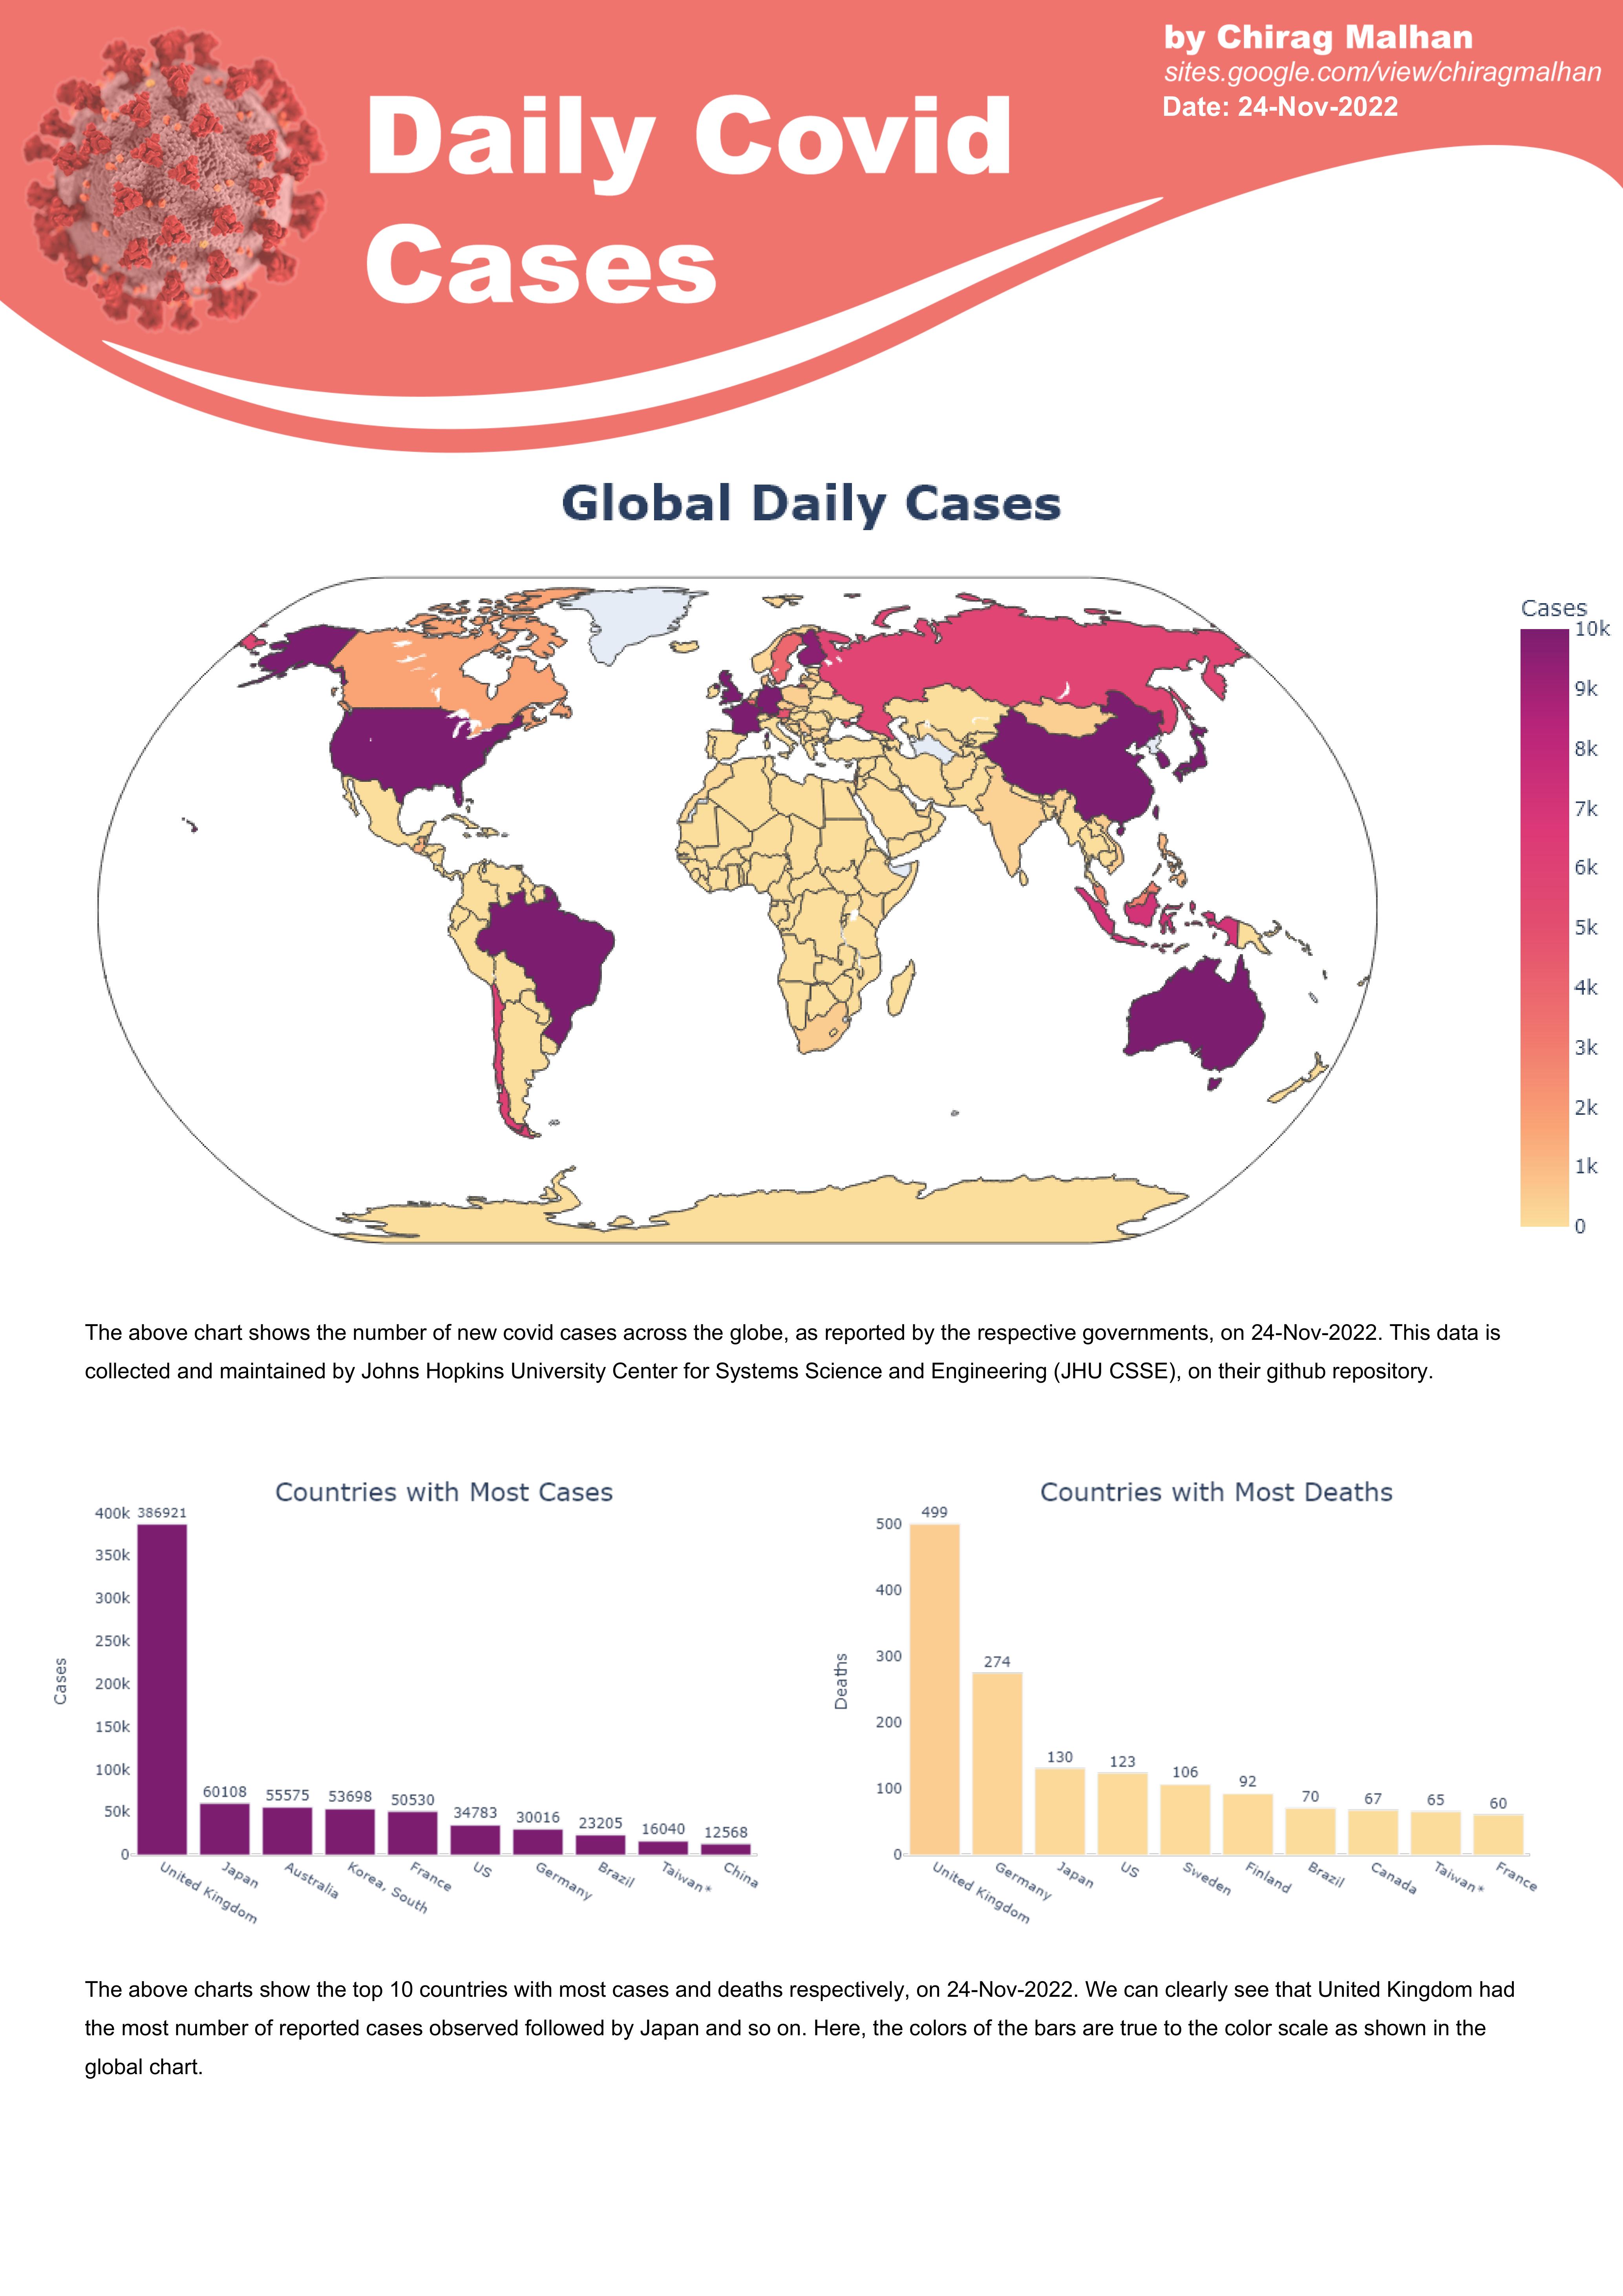 by Chirag Malhan
sites.google.com/view/chiragmalhan
Date: 24-Nov-2022
Daily Covid
Cases
Global Daily Cases
Cases
10k
9k
8k
7k
6k
5k
4k
3k
2k
1k
0
The above chart shows the number of new covid cases across the globe, as reported by the respective governments, on 24-Nov-2022. This data is
collected and maintained by Johns Hopkins University Center for Systems Science and Engineering (JHU CSSE), on their github repository.
Countries with Most Cases
Cases
400k
350k
300k
250k
200k
150k
100k
50k
0
386921
60108
55575
53698
50530
34783
30016
23205
16040
12568
United Kingdom
Japan
Australia
Korea, South
France
US
Germany
Brazil
Taiwan*
China
Countries with Most Deaths
Deaths
500
400
300
200
100
0
499
274
130
123
106
92
70
67
65
60
United Kingdom
Germany
Japan
US
Sweden
Finland
Brazil
Canada
Taiwan*
France
The above charts show the top 10 countries with most cases and deaths respectively, on 24-Nov-2022. We can clearly see that United Kingdom had
the most number of reported cases observed followed by Japan and so on. Here, the colors of the bars are true to the color scale as shown in the
global chart.